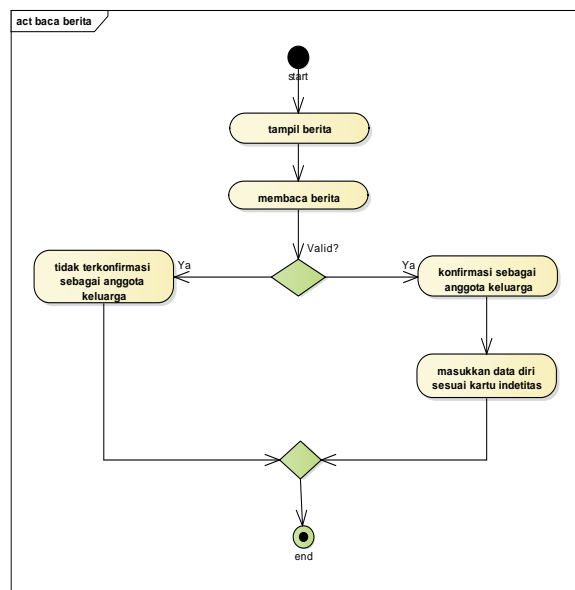 act baca berita
start
tampil berita
membaca berita
Valid?
Ya
Ya
tidak terkonfirmasi
sebagai anggota
keluarga
konfirmasi sebagai
anggota keluarga
masukkan data diri
sesuai kartu indetitas
end